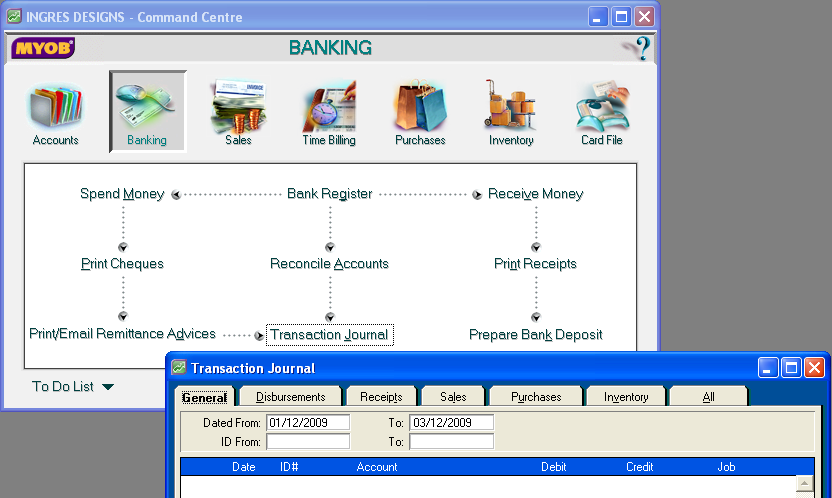 INGRES DESIGNS - Command Centre
MYOB
BANKING
Accounts Banking Sales Time Billing Purchases Inventory Card File
Spend Money Bank Register Receive Money
Print Cheques Reconcile Accounts Print Receipts
Print/Email Remittance Advices Transaction Journal Prepare Bank Deposit
To Do List
Transaction Journal
General Disbursements Receipts Sales Purchases Inventory All
Dated From: 01/12/2009 To: 03/12/2009
ID From: To:
Date ID# Account Debit Credit Job